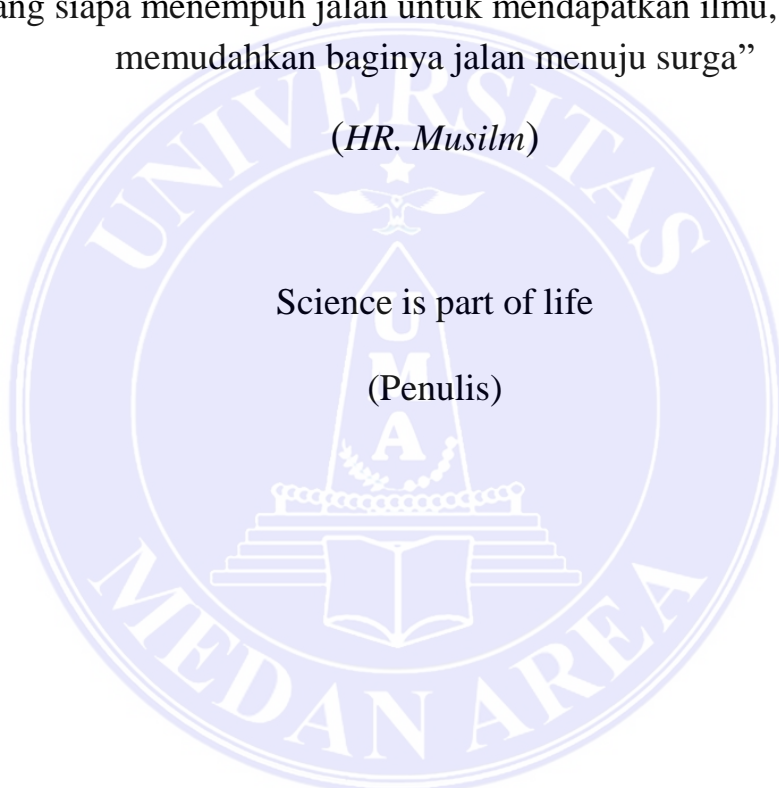 ang siapa menempuh jalan untuk mendapatkan ilmu,
memudahkan baginya jalan menuju surga”
(HR. Musilm)
UNIVERSITAS
Science is part of life
(Penulis)
UMA
MEDAN AREA